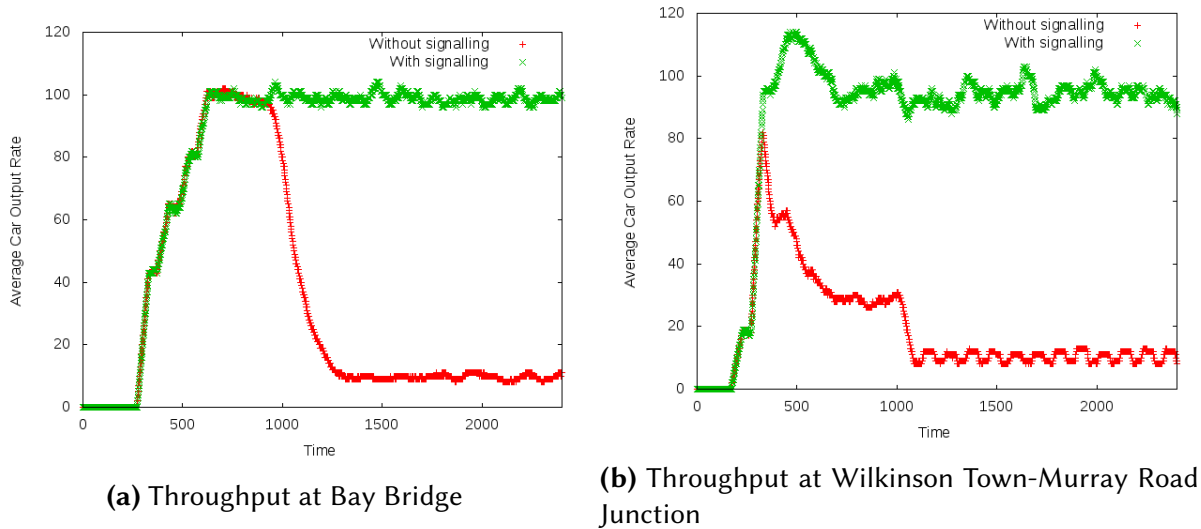 120
100
80
60
40
20
0
Average Car Output Rate
Without signalling
With signalling
0 500 1000 1500 2000
Time
(a) Throughput at Bay Bridge
120
100
80
60
40
20
0
Average Car Output Rate
Without signalling
With signalling
0 500 1000 1500 2000
Time
(b) Throughput at Wilkinson Town-Murray Road
Junction